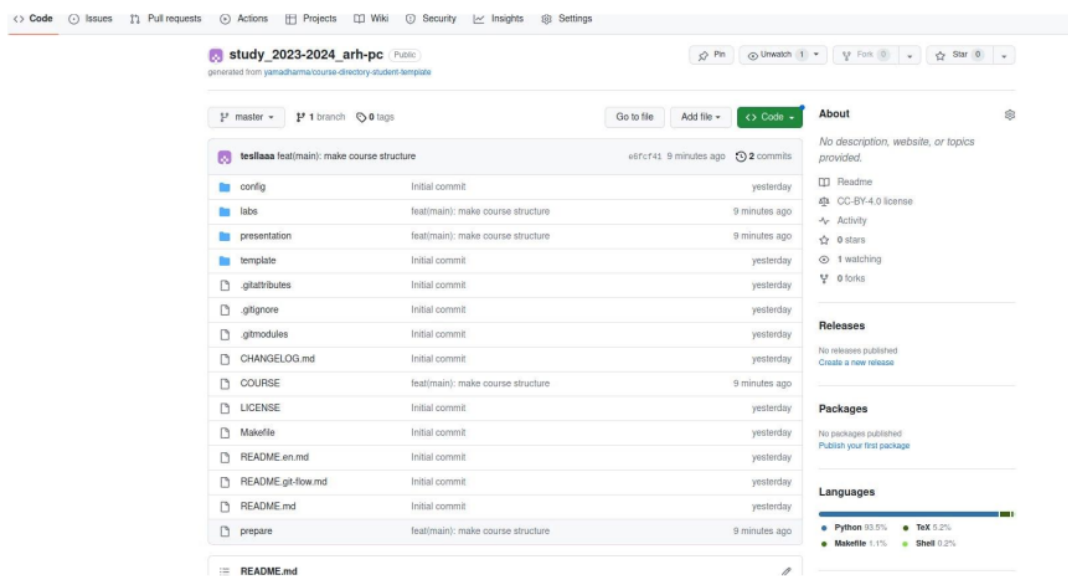 <> Code Issues Pull requests Actions Projects Wiki Security Insights Settings
study_2023-2024_arh-pc Public Pin Unwatch 1 Fork 0 Star 0
generated from yamadharma/course-directory-student-template
master 1 branch 0 tags Go to file Add file <> Code
tesllaaa feat(main): make course structure e6fcf41 9 minutes ago 2 commits
config Initial commit yesterday
labs feat(main): make course structure 9 minutes ago
presentation feat(main): make course structure 9 minutes ago
template Initial commit yesterday
.gitattributes Initial commit yesterday
.gitignore Initial commit yesterday
.gitmodules Initial commit yesterday
CHANGELOG.md Initial commit yesterday
COURSE feat(main): make course structure 9 minutes ago
LICENSE Initial commit yesterday
Makefile Initial commit yesterday
README.en.md Initial commit yesterday
README.git-flow.md Initial commit yesterday
README.md Initial commit yesterday
prepare feat(main): make course structure 9 minutes ago
README.md
About
No description, website, or topics
provided.
Readme
CC-BY-4.0 license
Activity
0 stars
1 watching
0 forks
Releases
No releases published
Create a new release
Packages
No packages published
Publish your first package
Languages
Python 93.5% TeX 5.2%
Makefile 1.1% Shell 0.2%